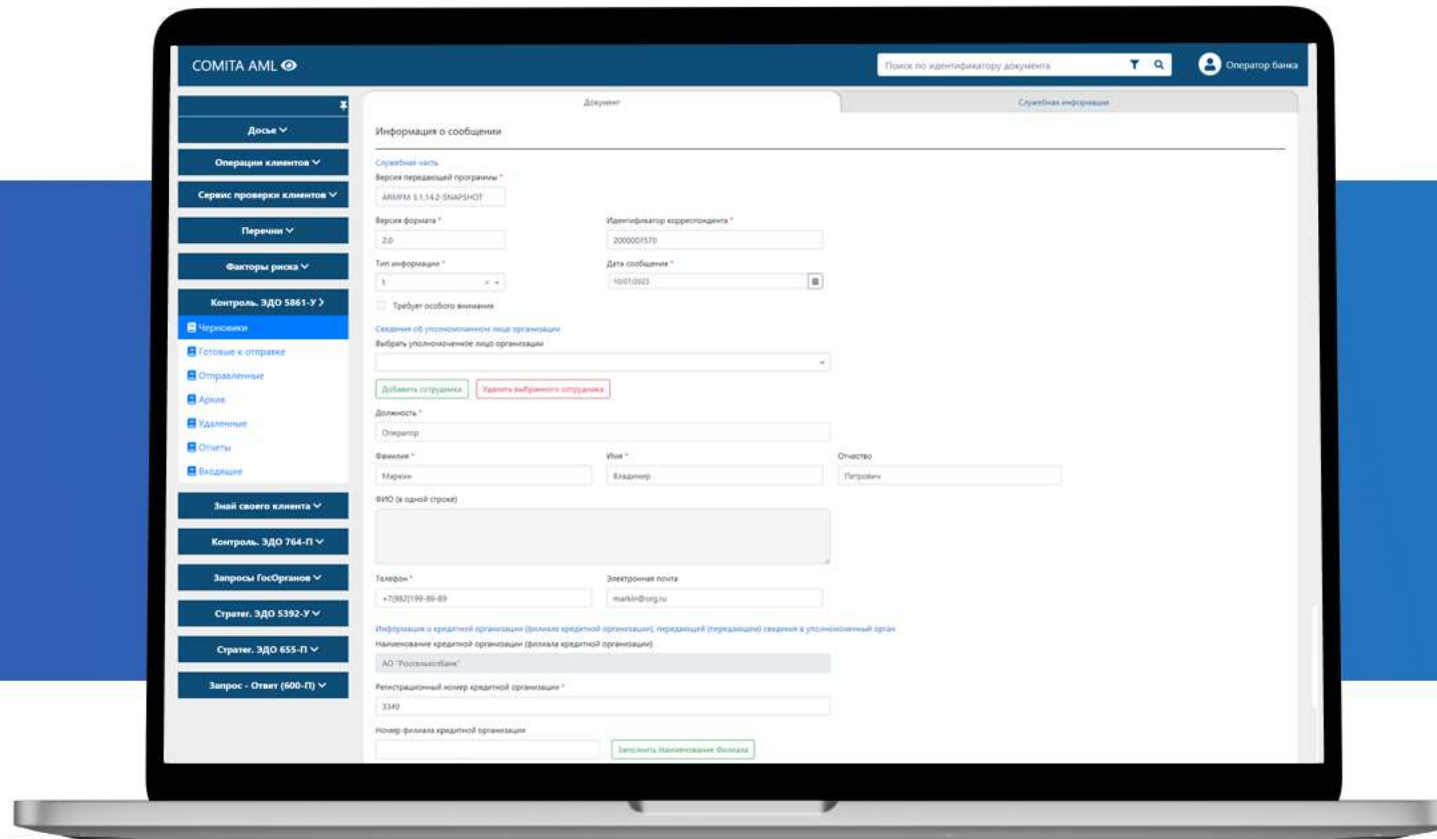 COMITA AML
Поиск по идентификатору документа
Оператор банка
Досье
Операции клиентов
Сервис проверки клиентов
Перечни
Факторы риска
Контроль. ЭДО 5861-У
Черновики
Готовые к отправке
Отправленные
Архив
Удаленные
Отчеты
Входящие
Знай своего клиента
Контроль. ЭДО 764-П
Запросы ГосОрганов
Стратег. ЭДО 5392-У
Стратег. ЭДО 655-П
Запрос - Ответ (600-П)
Документ
Служебная информация
Информация о сообщении
Служебная часть
Версия передающей программы *
ARMFM 3.1.14.2-SNAPSHOT
Версия формата * Идентификатор корреспондента *
2.0 2000007570
Тип информации * Дата сообщения *
1 10/07/2023
Требует особого внимания
Сведения об уполномоченном лице организации
Выбрать уполномоченное лицо организации
Добавить сотрудника Удалить выбранного сотрудника
Должность *
Оператор
Фамилия * Имя * Отчество
Маркин Владимир Петрович
ФИО (в одной строке)
Телефон * Электронная почта
+7(982)199-89-89 markin@org.ru
Информация о кредитной организации (филиале кредитной организации), передающей (передающем) сведения в уполномоченный орган
Наименование кредитной организации (филиала кредитной организации)
АО "Россельхозбанк"
Регистрационный номер кредитной организации *
3349
Номер филиала кредитной организации
Заполнить Наименование Филиала